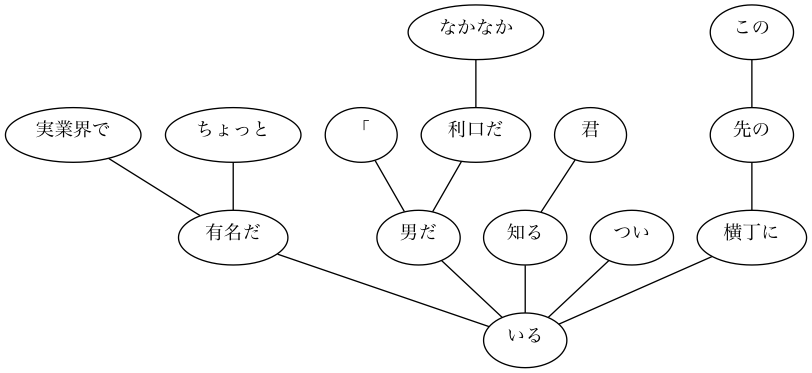 なかなか
この
実業界で
ちょっと
「
利口だ
君
先の
有名だ
男だ
知る
つい
横丁に
いる